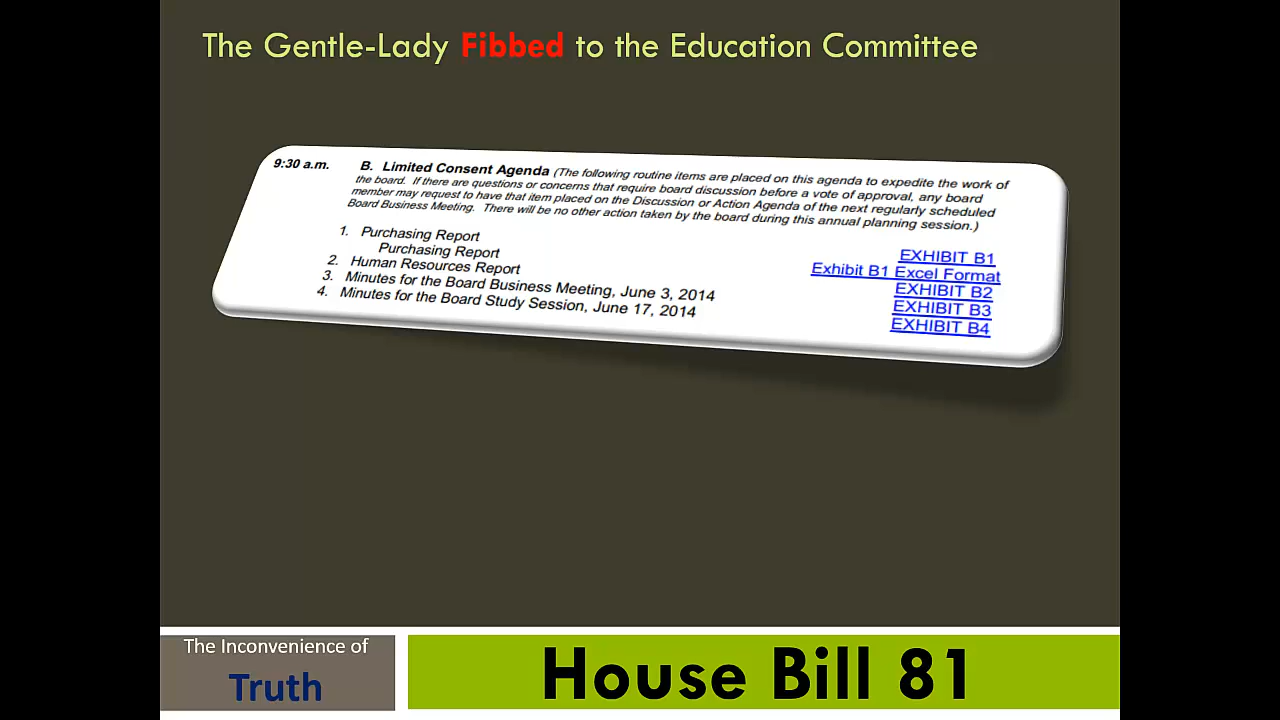 The Gentle-Lady Fibbed to the Education Committee
9:30 a.m. B. Limited Consent Agenda (The following routine items are placed on this agenda to expedite the work of
the board. If there are questions or concerns that require board discussion before a vote of approval, any board
member may request to have that item placed on the Discussion or Action Agenda of the next regularly scheduled
Board Business Meeting. There will be no other action taken by the board during this annual planning session.)
1. Purchasing Report EXHIBIT B1
Purchasing Report Exhibit B1 Excel Format
2. Human Resources Report EXHIBIT B2
3. Minutes for the Board Business Meeting, June 3, 2014 EXHIBIT B3
4. Minutes for the Board Study Session, June 17, 2014 EXHIBIT B4
The Inconvenience of
Truth
House Bill 81